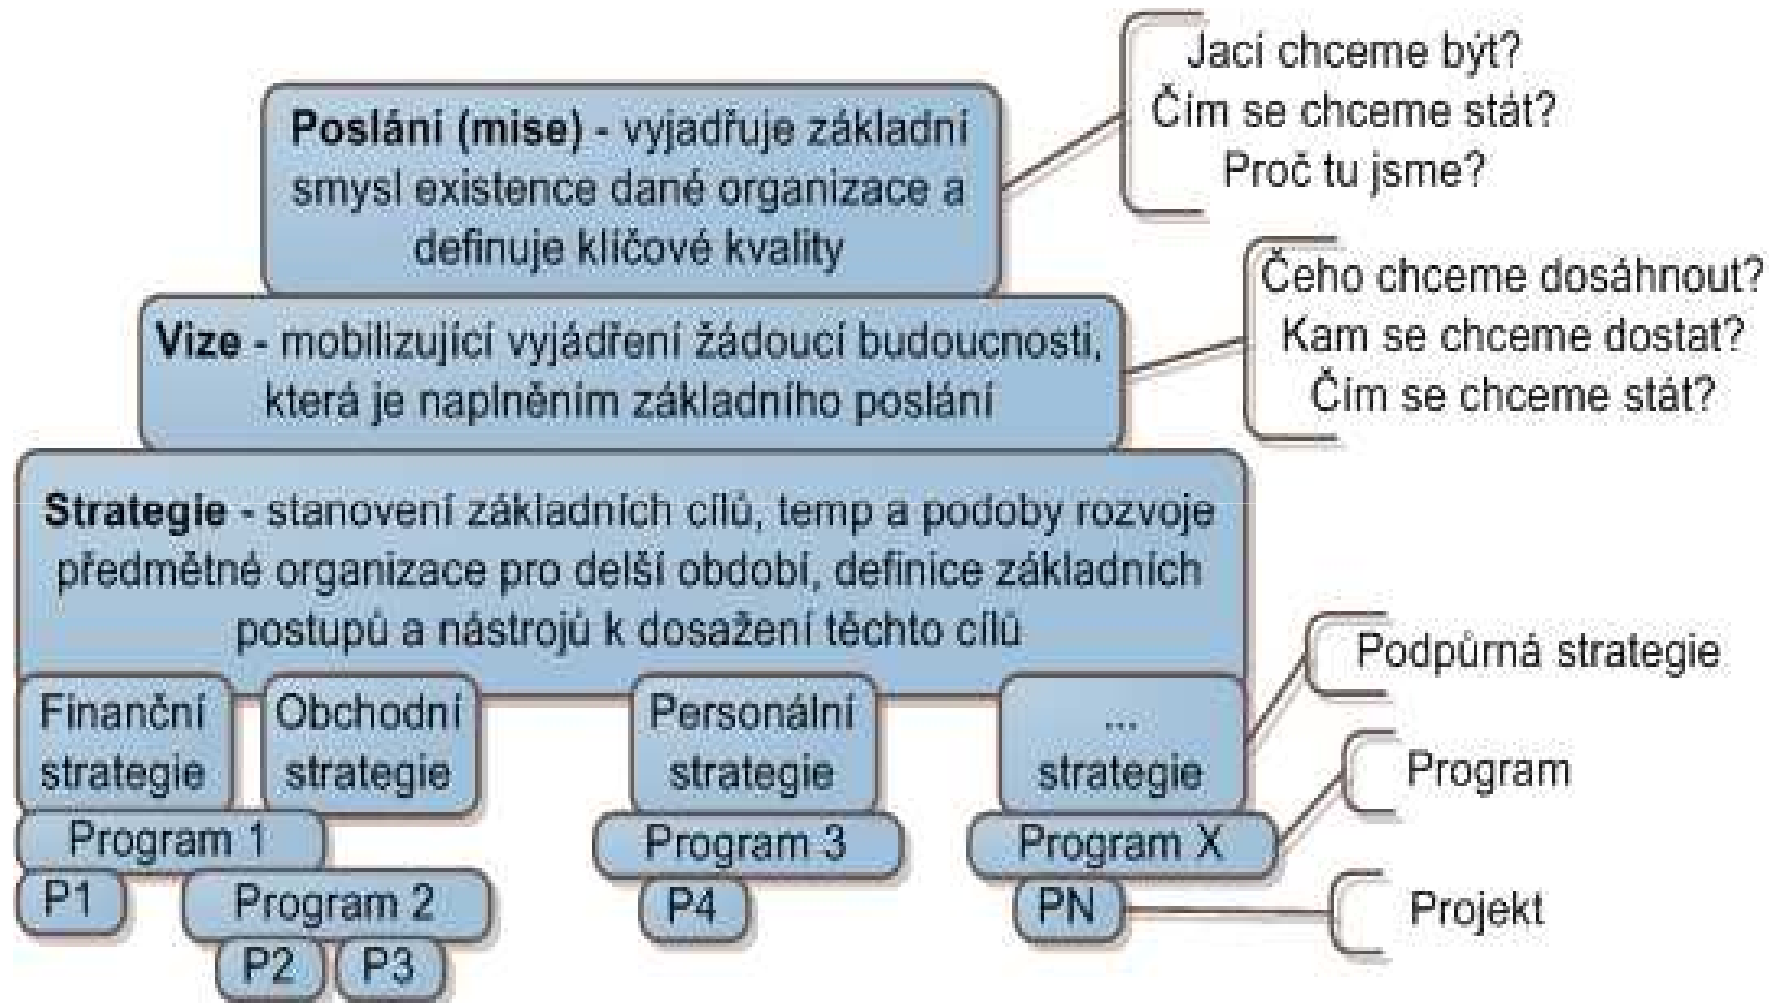 Jací chceme být?
Čím se chceme stát?
Proč tu jsme?
Poslání (mise) - vyjadřuje základní
smysl existence dané organizace a
definuje klíčové kvality
Čeho chceme dosáhnout?
Kam se chceme dostat?
Čím se chceme stát?
Vize - mobilizující vyjádření žádoucí budoucnosti,
která je naplněním základního poslání
Strategie - stanovení základních cílů, temp a podoby rozvoje
předmětné organizace pro delší období, definice základních
postupů a nástrojů k dosažení těchto cílů
Podpůrná strategie
Finanční
strategie
Obchodní
strategie
Personální
strategie
...
strategie
Program
Program 1
Program 3
Program X
P1
Program 2
P4
PN
Projekt
P2
P3